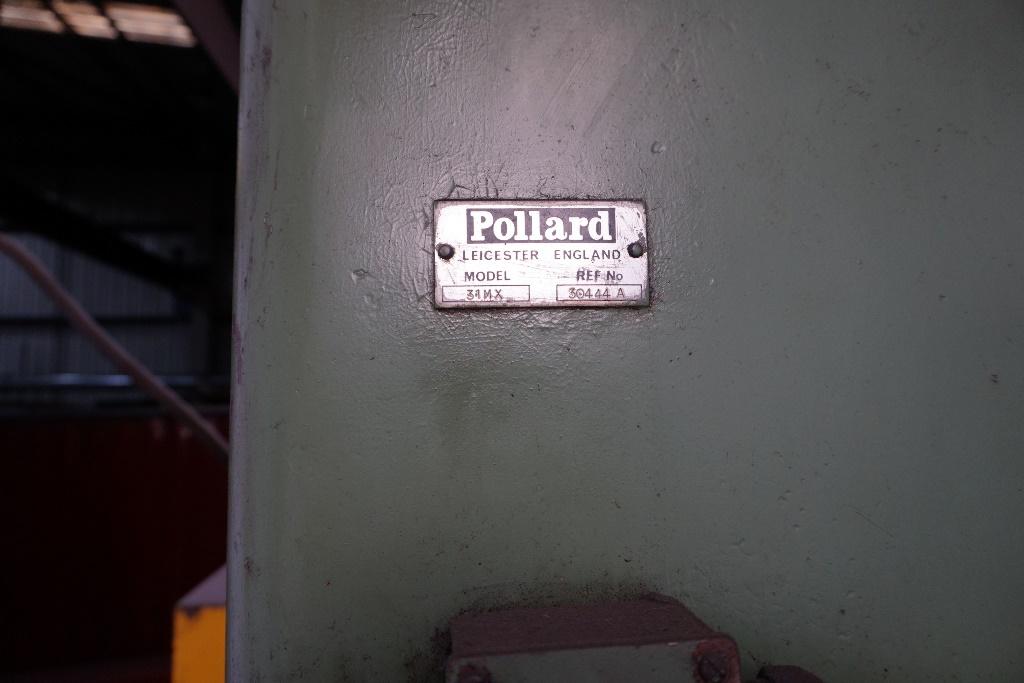 Pollard
LEICESTER ENGLAND
MODEL REF No
31MX 30444 A